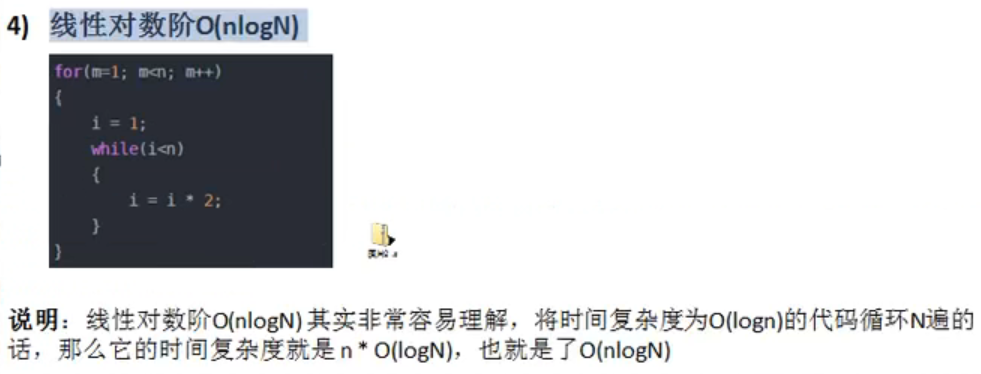 4) 线性对数阶O(nlogN)
for(m=1; m<n; m++)
{
i = 1;
while(i<n)
{
i = i * 2;
}
}
说明：线性对数阶O(nlogN) 其实非常容易理解，将时间复杂度为O(logn)的代码循环N遍的
话，那么它的时间复杂度就是 n * O(logN)，也就是了O(nlogN)